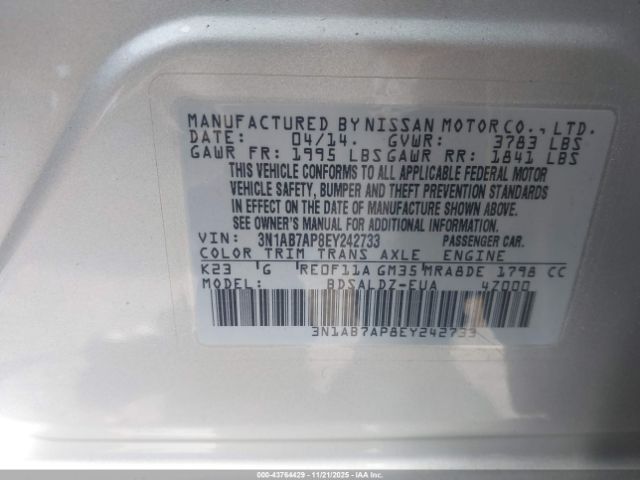 MANUFACTURED BY NISSAN MOTOR CO., LTD.
DATE: 04/14. GVWR: 3783 LBS
GAWR FR: 1995 LBS GAWR RR: 1841 LBS
THIS VEHICLE CONFORMS TO ALL APPLICABLE FEDERAL MOTOR
VEHICLE SAFETY, BUMPER AND THEFT PREVENTION STANDARDS
IN EFFECT ON THE DATE OF MANUFACTURE SHOWN ABOVE.
SEE OWNER'S MANUAL FOR ADDITIONAL INFORMATION.
VIN: 3N1AB7AP8EY242733 PASSENGER CAR.
COLOR TRIM TRANS AXLE ENGINE
K23 G RE0F11A GM35 MRA8DE 1798 CC
MODEL: BDSALDZ-EUA 4Z000
3N1AB7AP8EY242733
000-43764429 - 11/21/2025 - IAA, Inc.